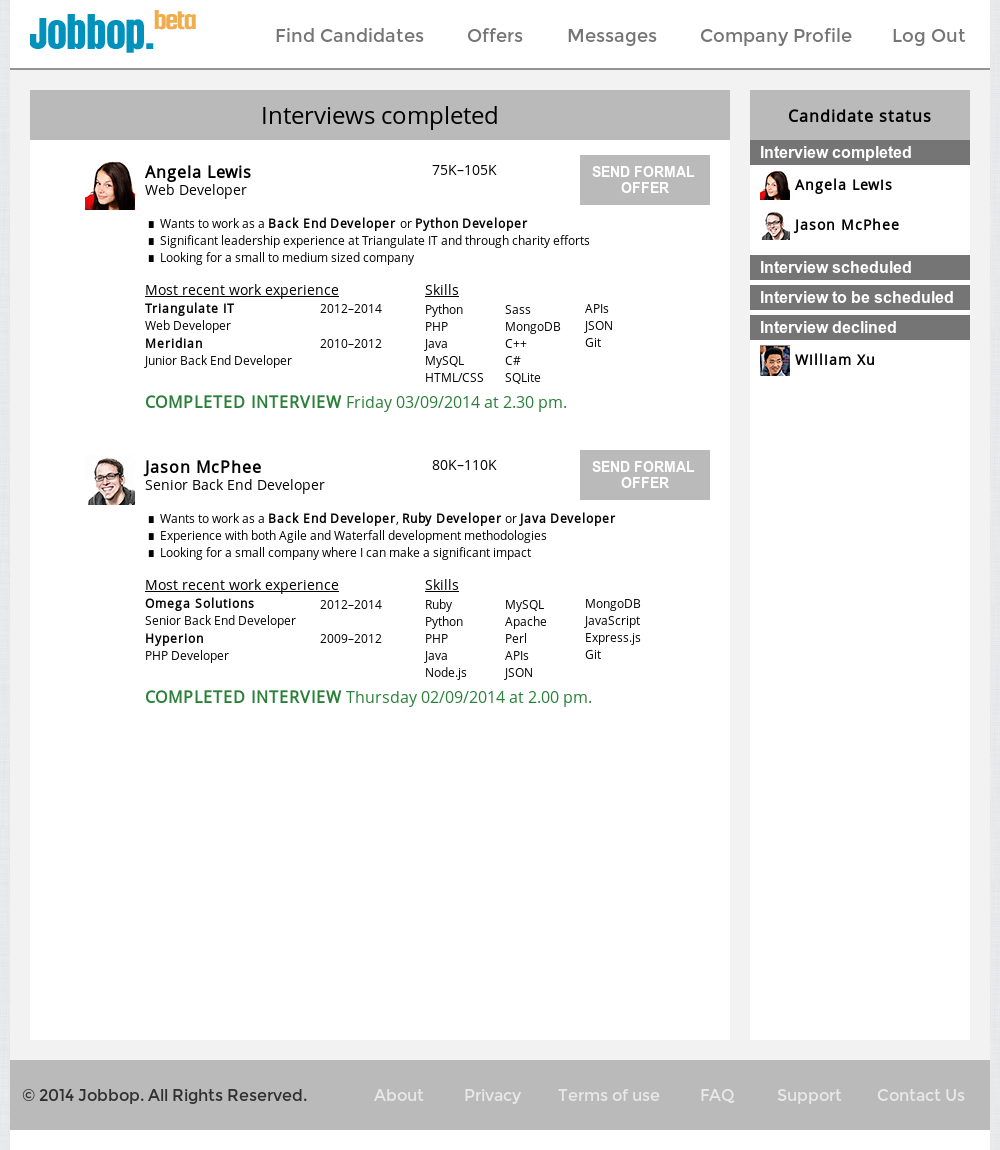 Jobbop. beta
Find Candidates Offers Messages Company Profile Log Out
Interviews completed
Angela Lewis 75K–105K SEND FORMAL OFFER
Web Developer
Wants to work as a Back End Developer or Python Developer
Significant leadership experience at Triangulate IT and through charity efforts
Looking for a small to medium sized company
Most recent work experience Skills
Triangulate IT 2012–2014 Python Sass APIs
Web Developer PHP MongoDB JSON
Meridian 2010–2012 Java C++ Git
Junior Back End Developer MySQL C#
HTML/CSS SQLite
COMPLETED INTERVIEW Friday 03/09/2014 at 2.30 pm.
Jason McPhee 80K–110K SEND FORMAL OFFER
Senior Back End Developer
Wants to work as a Back End Developer, Ruby Developer or Java Developer
Experience with both Agile and Waterfall development methodologies
Looking for a small company where I can make a significant impact
Most recent work experience Skills
Omega Solutions 2012–2014 Ruby MySQL MongoDB
Senior Back End Developer Python Apache JavaScript
Hyperion 2009–2012 PHP Perl Express.js
PHP Developer Java APIs Git
Node.js JSON
COMPLETED INTERVIEW Thursday 02/09/2014 at 2.00 pm.
Candidate status
Interview completed
Angela Lewis
Jason McPhee
Interview scheduled
Interview to be scheduled
Interview declined
William Xu
© 2014 Jobbop. All Rights Reserved. About Privacy Terms of use FAQ Support Contact Us